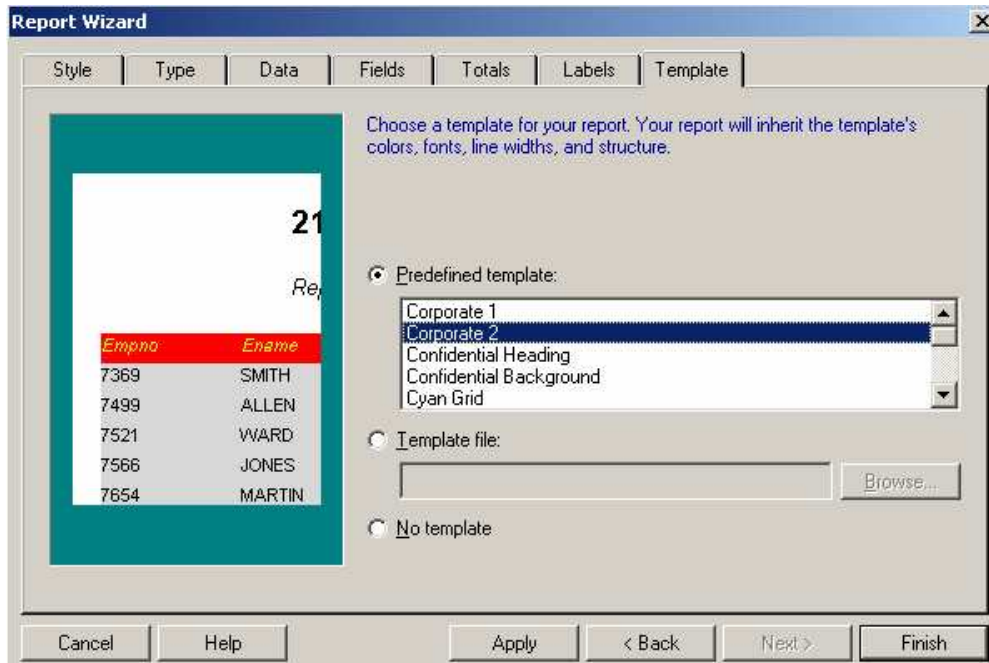 Report Wizard
Style Type Data Fields Totals Labels Template
Choose a template for your report. Your report will inherit the template's
colors, fonts, line widths, and structure.
21
Predefined template:
Corporate 1
Corporate 2
Confidential Heading
Confidential Background
Cyan Grid
Empno Ename
7369 SMITH
7499 ALLEN
7521 WARD
7566 JONES
7654 MARTIN
Template file:
Browse...
No template
Cancel Help Apply < Back Next > Finish